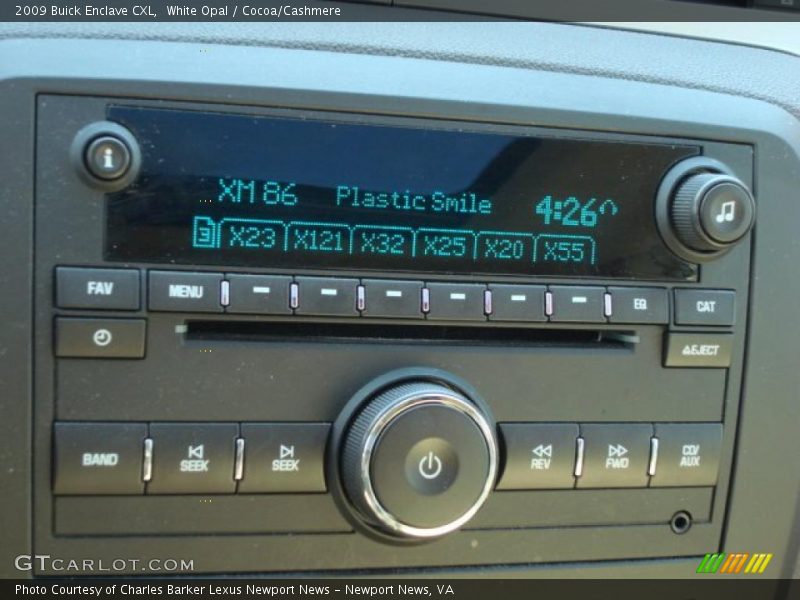 2009 Buick Enclave CXL,  White Opal / Cocoa/Cashmere
i
XM 86 Plastic Smile 4:26
3 X23 X121 X32 X25 X20 X55
FAV MENU EQ CAT
EJECT
BAND SEEK SEEK REV FWD CD/
AUX
GTCARLOT.COM
Photo Courtesy of Charles Barker Lexus Newport News - Newport News, VA